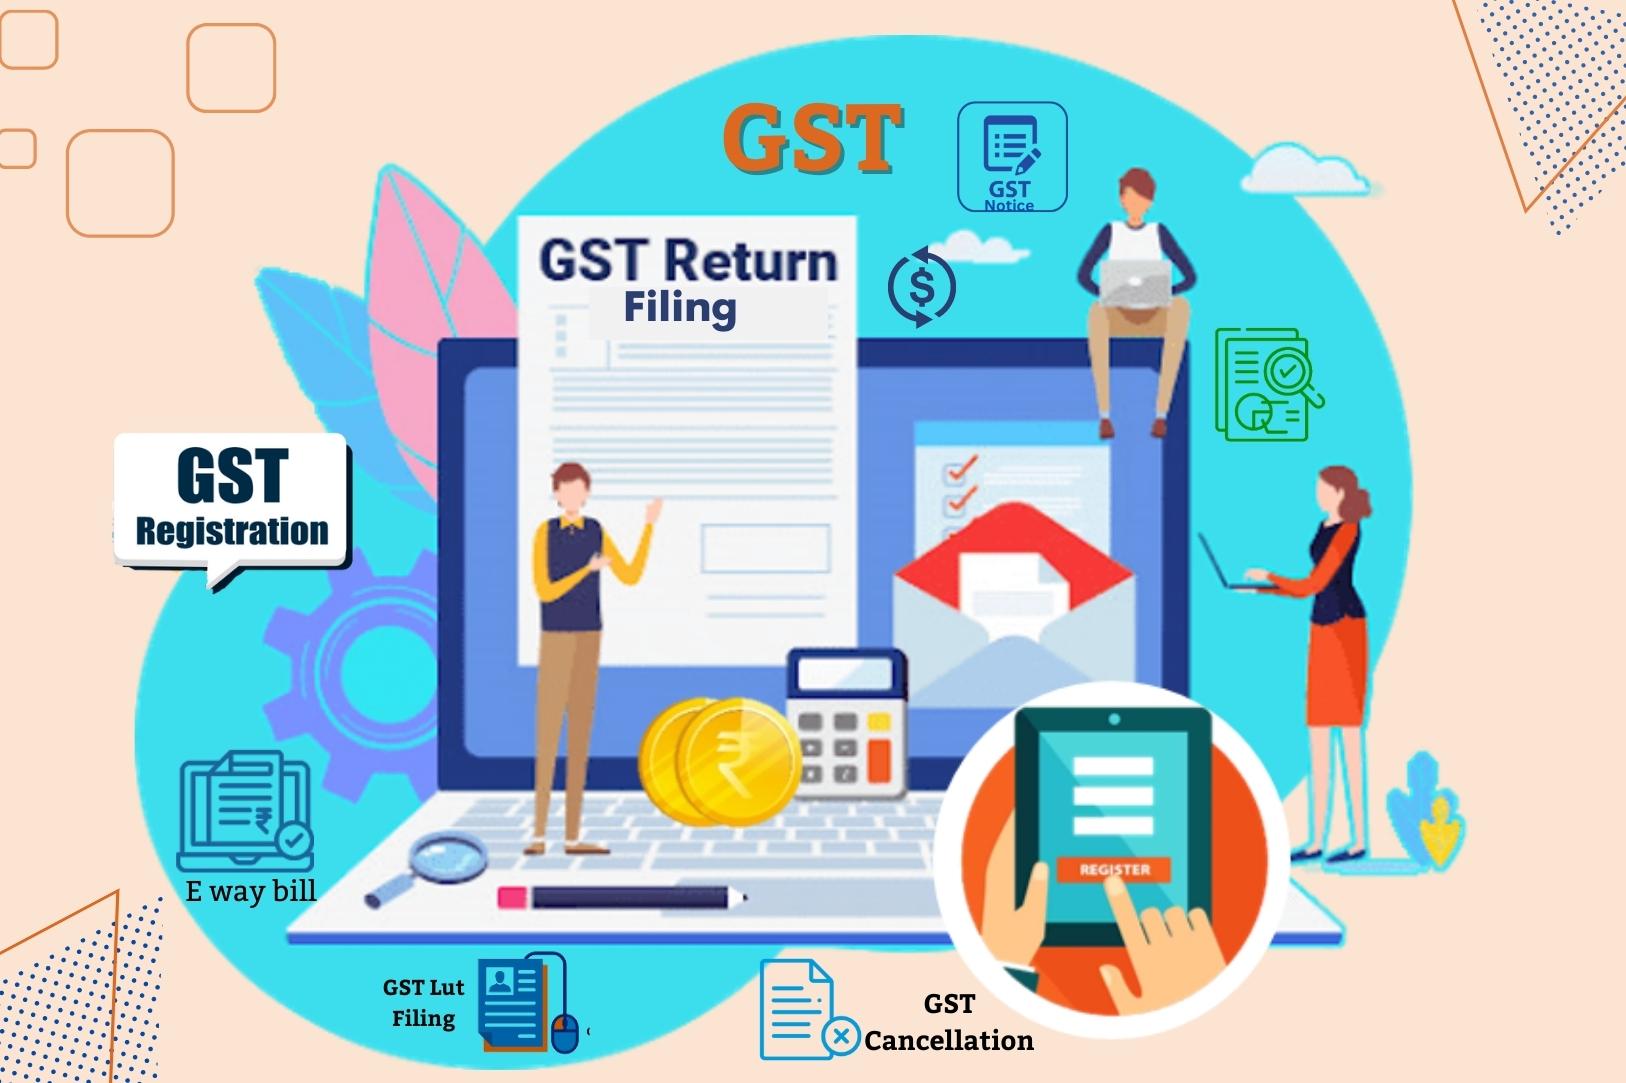 GST
GST
Notice
GST Return
Filing
$
GST
Registration
₹
₹
E way bill
REGISTER
GST Lut
Filing
GST
Cancellation